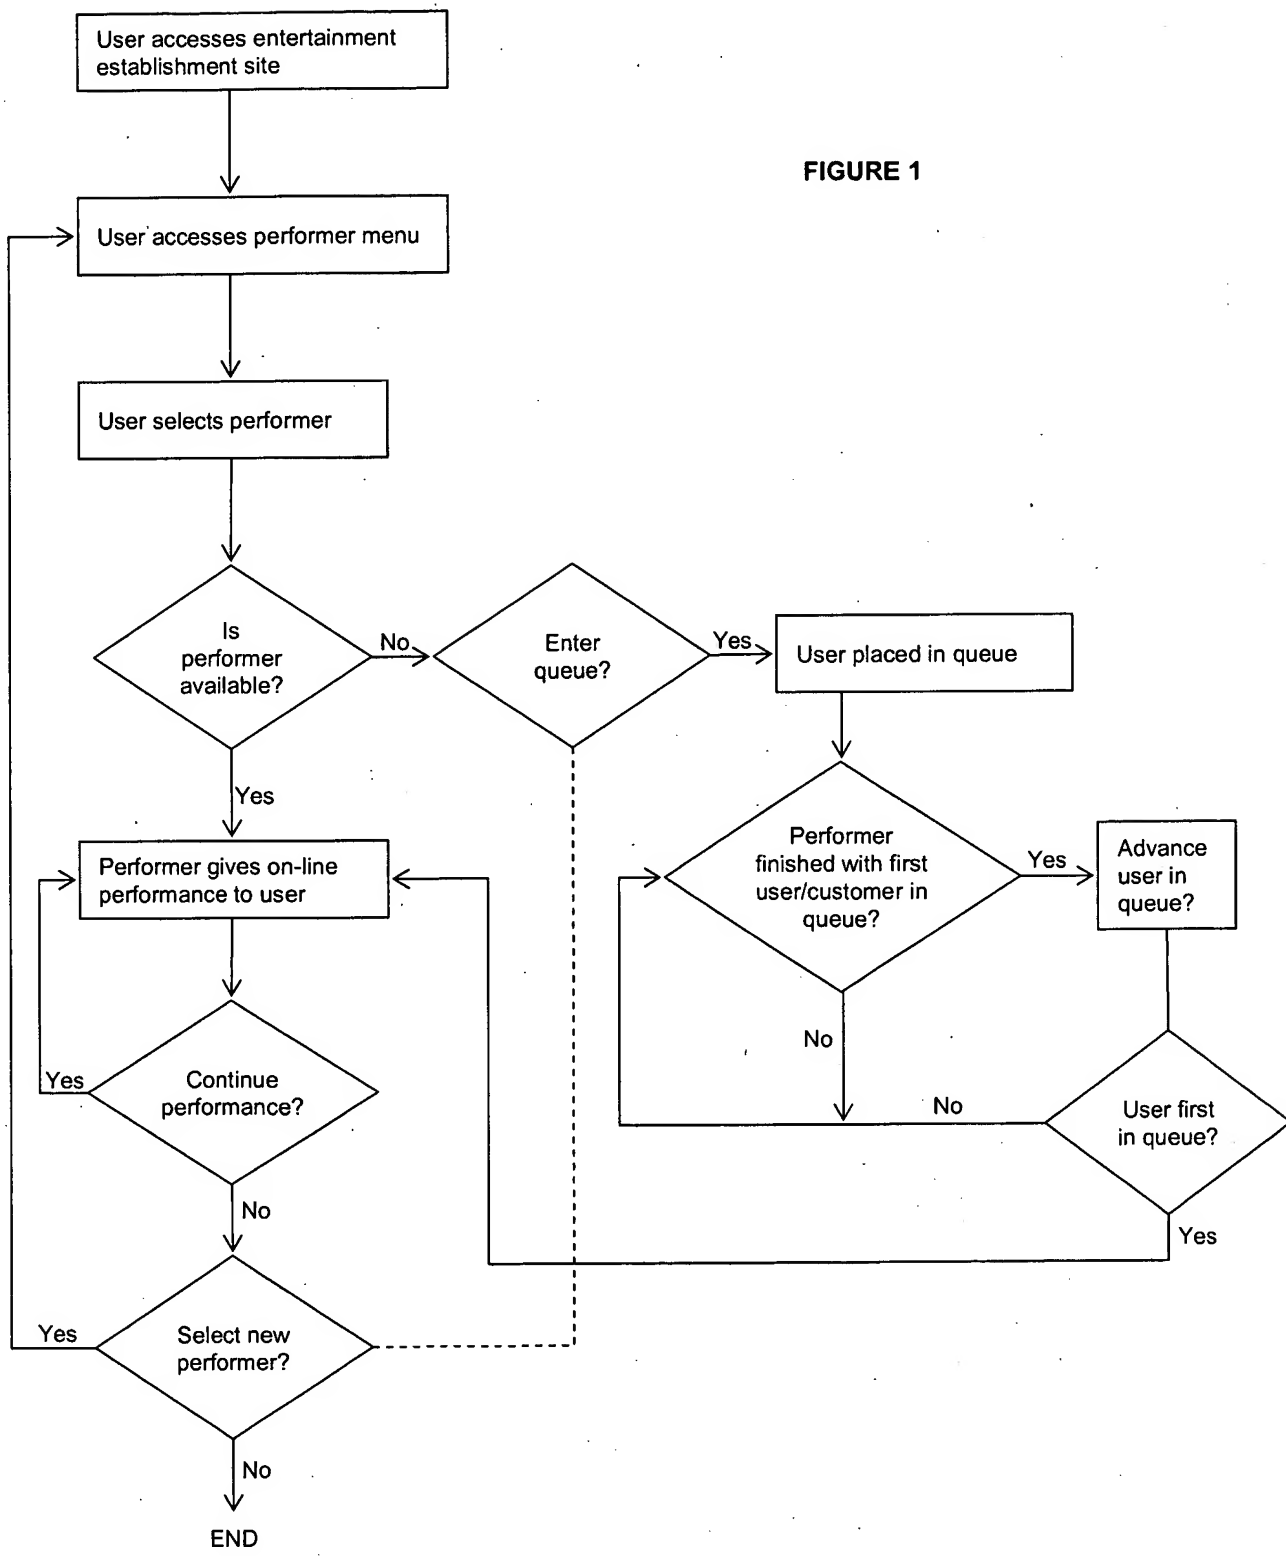 User accesses entertainment
establishment site
FIGURE 1
User accesses performer menu
User selects performer
Is
performer
available?
No
Enter
queue?
Yes
User placed in queue
Yes
Performer gives on-line
performance to user
Performer
finished with first
user/customer in
queue?
Yes
Advance
user in
queue?
No
Continue
performance?
Yes
No
User first
in queue?
No
Yes
Select new
performer?
Yes
No
END